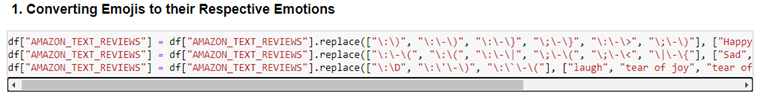 1. Converting Emojis to their Respective Emotions
df["AMAZON_TEXT_REVIEWS"] = df["AMAZON_TEXT_REVIEWS"].replace(["\:\)", "\:\-\)", "\:\-\}", "\;\-\}", "\:\-\>", "\;\-\)"], ["Happy
df["AMAZON_TEXT_REVIEWS"] = df["AMAZON_TEXT_REVIEWS"].replace(["\:\-\(", "\:\(", "\:\-\|", "\;\-\(", "\;\-\<", "\|\-\{"], ["Sad",
df["AMAZON_TEXT_REVIEWS"] = df["AMAZON_TEXT_REVIEWS"].replace(["\:\D", "\:\'\-\)", "\:\`\-\("], ["laugh", "tear of joy", "tear of